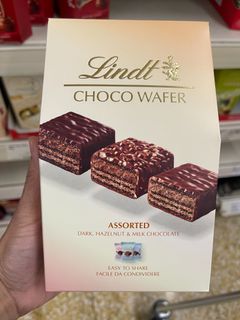 Lindt
CHOCO WAFER
ASSORTED
DARK, HAZELNUT & MILK CHOCOLATE
EASY TO SHARE
FACILE DA CONDIVIDERE